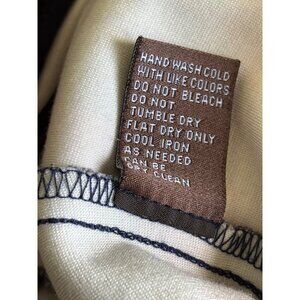 HAND WASH COLD
WITH LIKE COLORS
DO NOT BLEACH
DO NOT
TUMBLE DRY
FLAT DRY ONLY
COOL IRON
AS NEEDED
CAN BE
DRY CLEAN